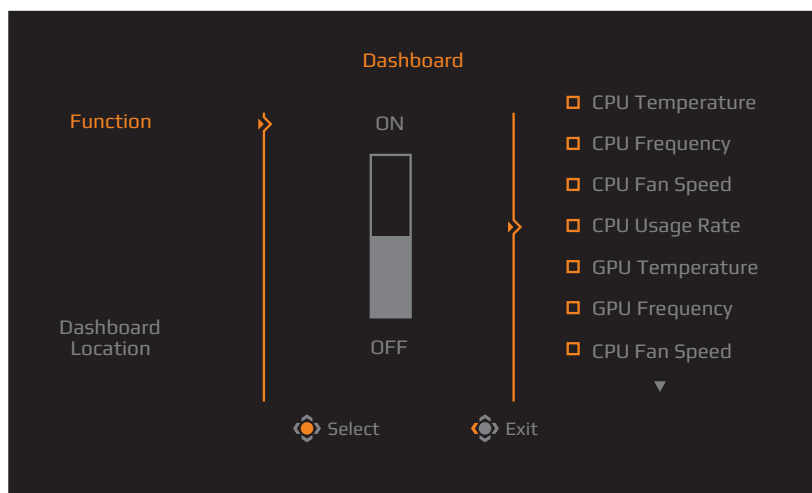 Dashboard
Function
ON
OFF
Dashboard
Location
CPU Temperature
CPU Frequency
CPU Fan Speed
CPU Usage Rate
GPU Temperature
GPU Frequency
CPU Fan Speed
Select
Exit